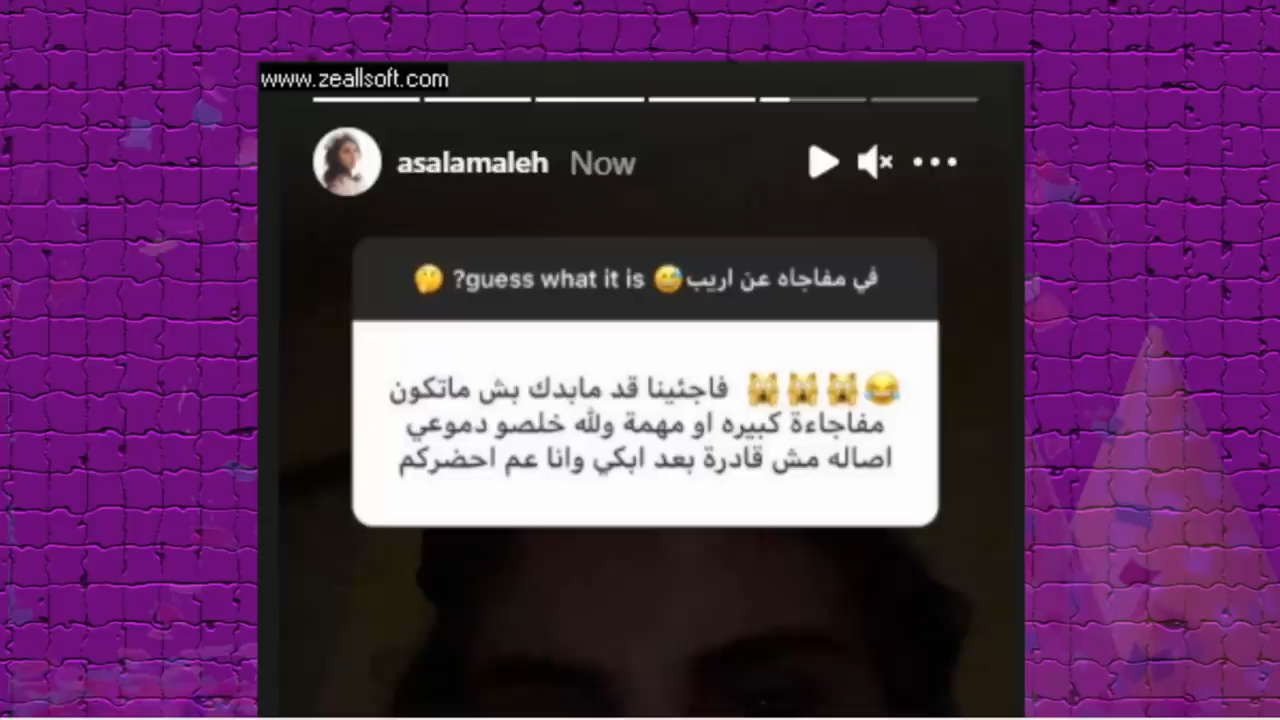 www.zeallsoft.com
asalamaleh Now
في مفاجاه عن اريب😅 guess what it is? 🤔
😂🙀🙀🙀 فاجئينا قد مابدك بش ماتكون
مفاجاءة كبيره او مهمة ولله خلصو دموعي
اصاله مش قادرة بعد ابكي وانا عم احضركم